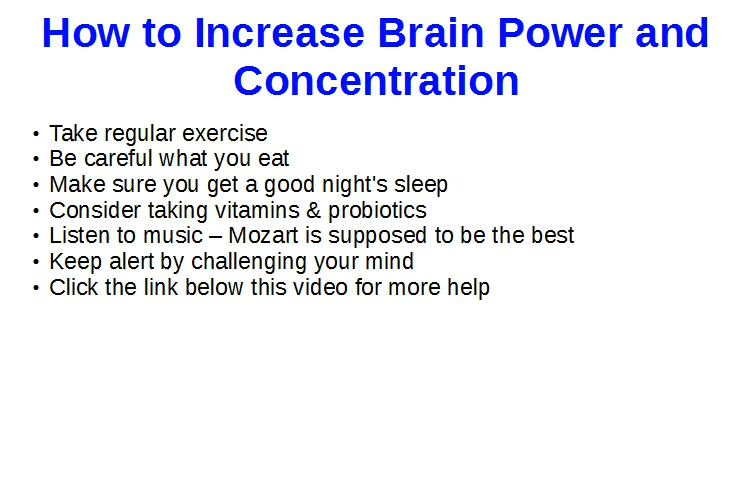 How to Increase Brain Power and
Concentration
• Take regular exercise
• Be careful what you eat
• Make sure you get a good night's sleep
• Consider taking vitamins & probiotics
• Listen to music – Mozart is supposed to be the best
• Keep alert by challenging your mind
• Click the link below this video for more help